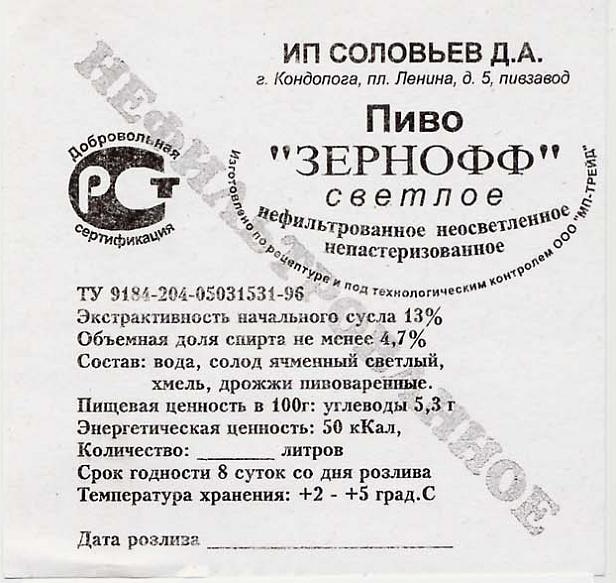 ИП СОЛОВЬЕВ Д.А.
г. Кондопога, пл. Ленина, д. 5, пивзавод
Пиво
"ЗЕРНОФФ"
светлое
нефильтрованное неосветленное
непастеризованное
Изготовлено по рецептуре и под технологическим контролем ООО "МП-ТРЕЙД"
Добровольная
РСТ
сертификация
НЕФИЛЬТРОВАННОЕ
ТУ 9184-204-05031531-96
Экстрактивность начального сусла 13%
Объемная доля спирта не менее 4,7%
Состав: вода, солод ячменный светлый,
хмель, дрожжи пивоваренные.
Пищевая ценность в 100г: углеводы 5,3 г
Энергетическая ценность: 50 кКал,
Количество: _______ литров
Срок годности 8 суток со дня розлива
Температура хранения: +2 - +5 град.С
Дата розлива ______________________